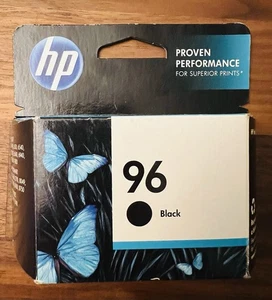 hp
PROVEN
PERFORMANCE
FOR SUPERIOR PRINTS*
96
Black